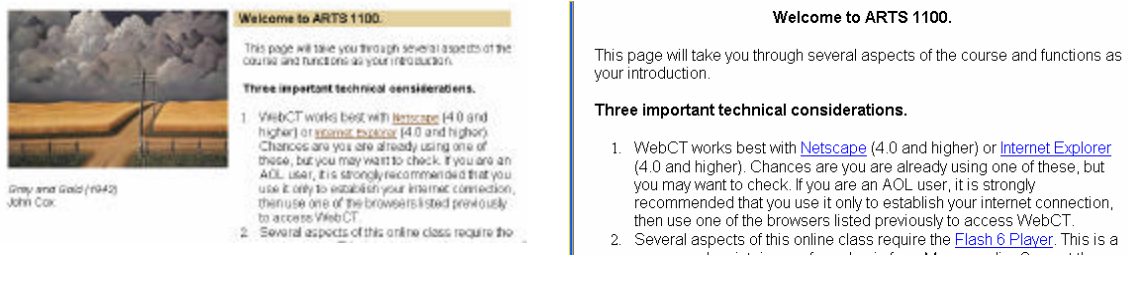 Welcome to ARTS 1100.
This page will take you through several aspects of the
course and functions as your introduction.
Three important technical considerations.
1. WebCT works best with Netscape (4.0 and
higher) or Internet Explorer (4.0 and higher).
Chances are you are already using one of
these, but you may want to check. If you are an
AOL user, it is strongly recommended that you
use it only to establish your internet connection,
then use one of the browsers listed previously
to access WebCT.
2. Several aspects of this online class require the
Gray and Gold (1942)
John Cox
Welcome to ARTS 1100.
This page will take you through several aspects of the course and functions as
your introduction.
Three important technical considerations.
1. WebCT works best with Netscape (4.0 and higher) or Internet Explorer
(4.0 and higher). Chances are you are already using one of these, but
you may want to check. If you are an AOL user, it is strongly
recommended that you use it only to establish your internet connection,
then use one of the browsers listed previously to access WebCT.
2. Several aspects of this online class require the Flash 6 Player. This is a